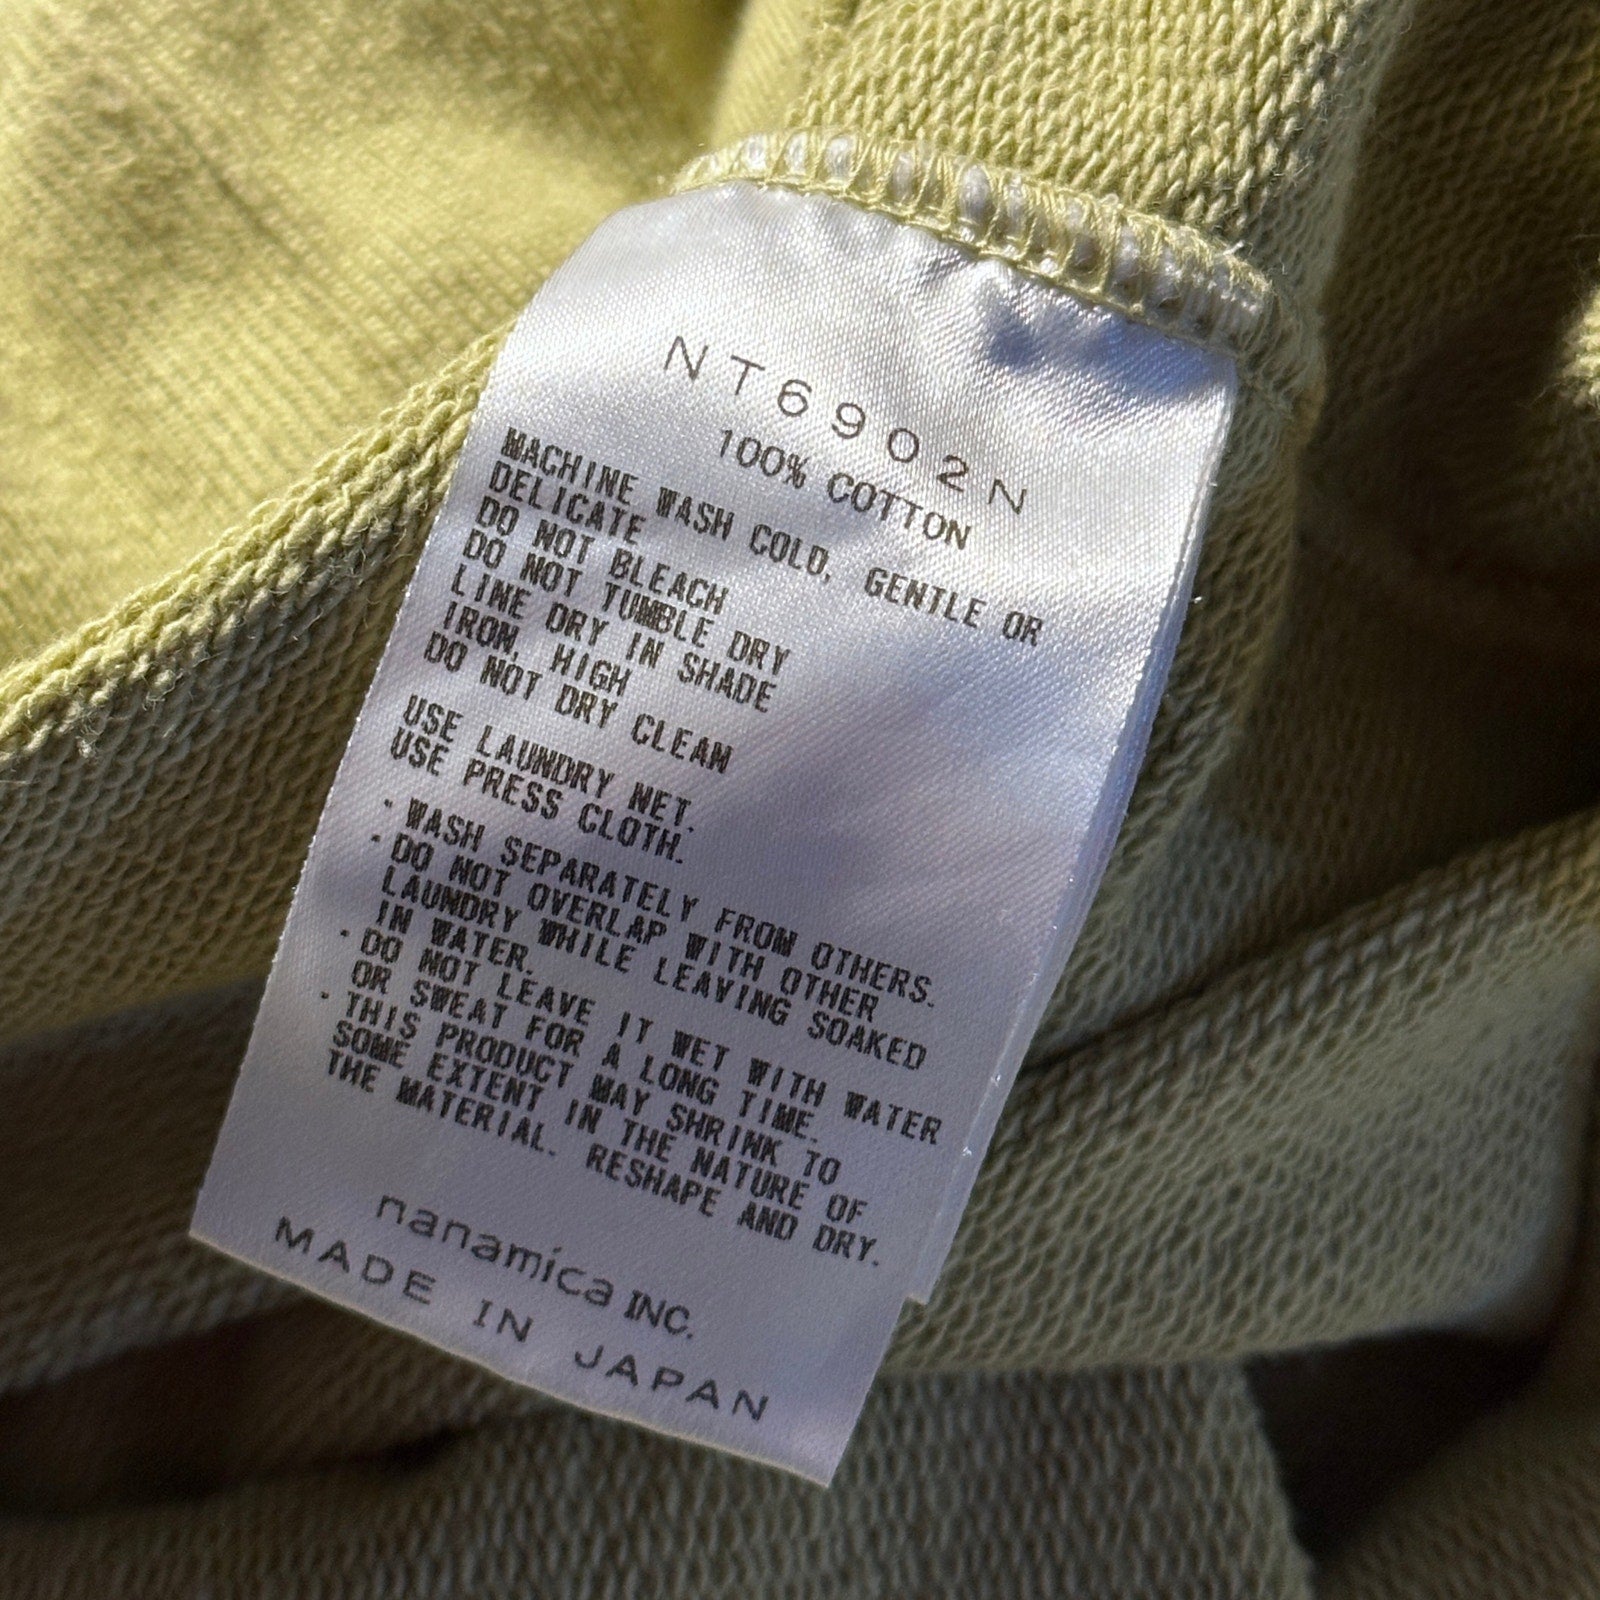 NT6902N
100% COTTON
MACHINE WASH COLD, GENTLE OR
DELICATE
DO NOT BLEACH
DO NOT TUMBLE DRY
LINE DRY IN SHADE
IRON, HIGH
DO NOT DRY CLEAN
USE LAUNDRY NET.
USE PRESS CLOTH.
・WASH SEPARATELY FROM OTHERS.
・DO NOT OVERLAP WITH OTHER
LAUNDRY WHILE LEAVING SOAKED
IN WATER.
・DO NOT LEAVE IT WET WITH WATER
OR SWEAT FOR A LONG TIME.
・THIS PRODUCT MAY SHRINK TO
SOME EXTENT IN THE NATURE OF
THE MATERIAL. RESHAPE AND DRY.
nanamica INC.
MADE IN JAPAN